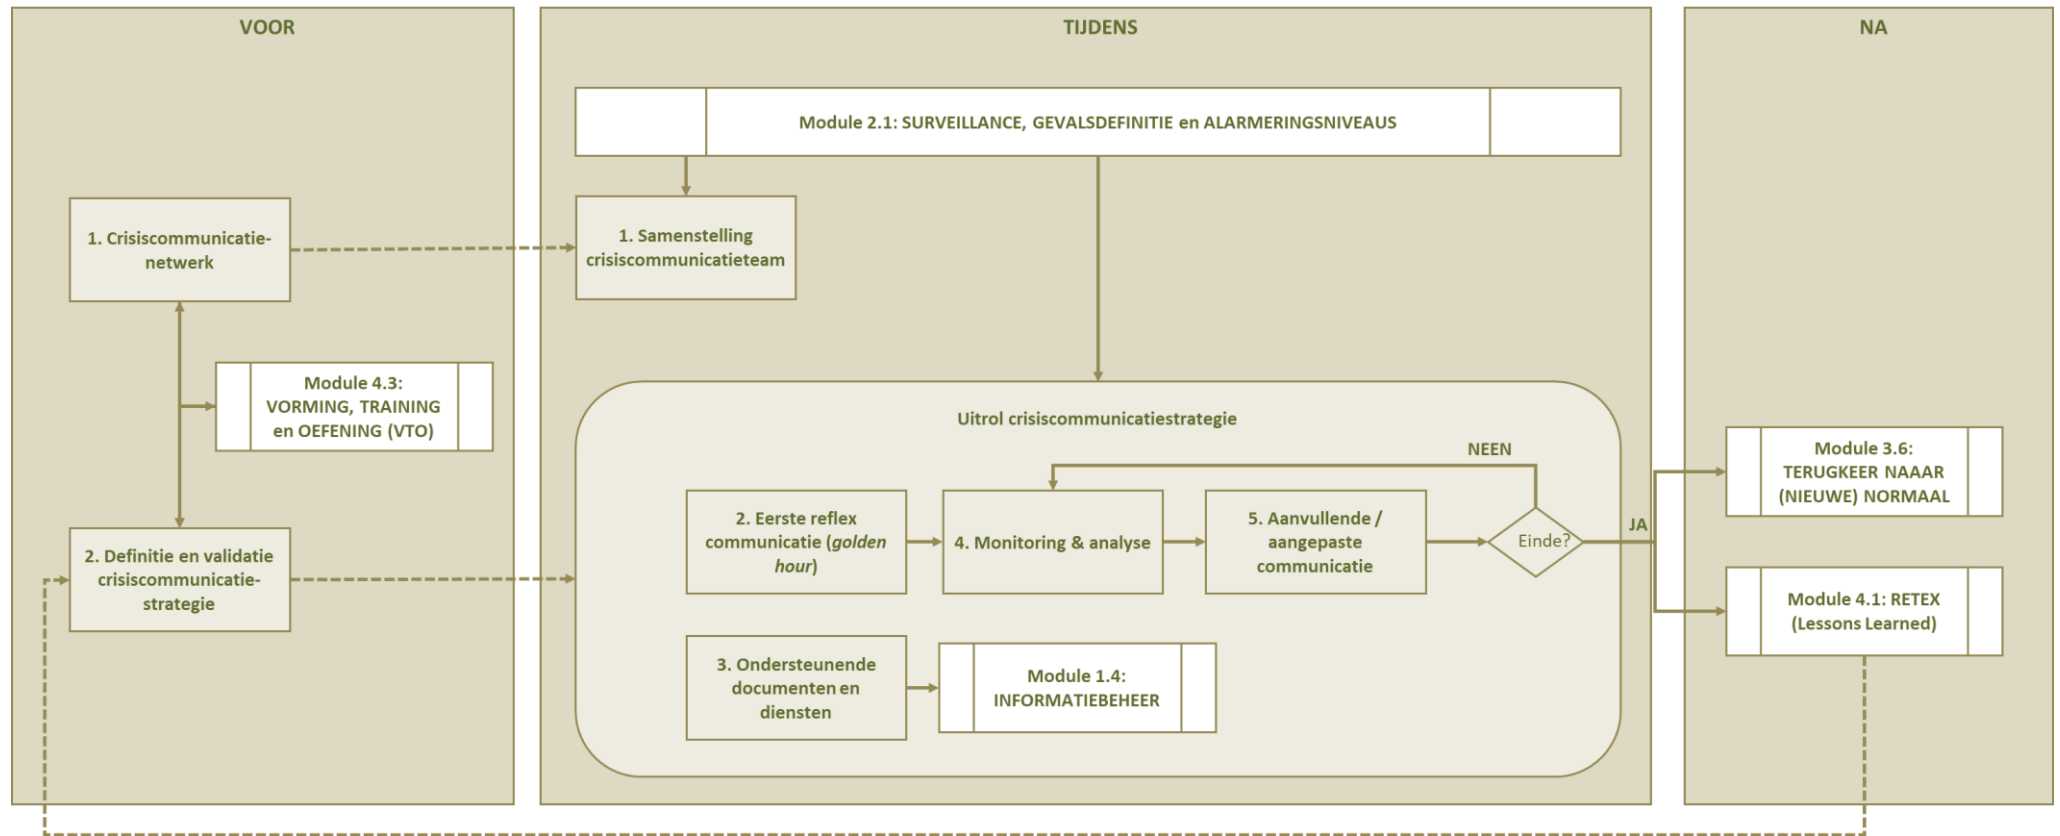 VOOR
1. Crisiscommunicatie-
netwerk
Module 4.3:
VORMING, TRAINING
en OEFENING (VTO)
2. Definitie en validatie
crisiscommunicatie-
strategie
TIJDENS
Module 2.1: SURVEILLANCE, GEVALSDEFINITIE en ALARMERINGSNIVEAUS
1. Samenstelling
crisiscommunicatieteam
Uitrol crisiscommunicatiestrategie
NEEN
2. Eerste reflex
communicatie (golden
hour)
4. Monitoring & analyse
5. Aanvullende /
aangepaste
communicatie
Einde?
JA
3. Ondersteunende
documenten en
diensten
Module 1.4:
INFORMATIEBEHEER
NA
Module 3.6:
TERUGKEER NAAAR
(NIEUWE) NORMAAL
Module 4.1: RETEX
(Lessons Learned)